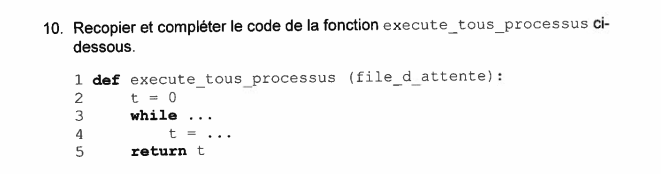 10. Recopier et compléter le code de la fonction execute_tous_processus ci-
dessous.
1 def execute_tous_processus (file_d_attente):
2 t = 0
3 while ...
4 t = ...
5 return t